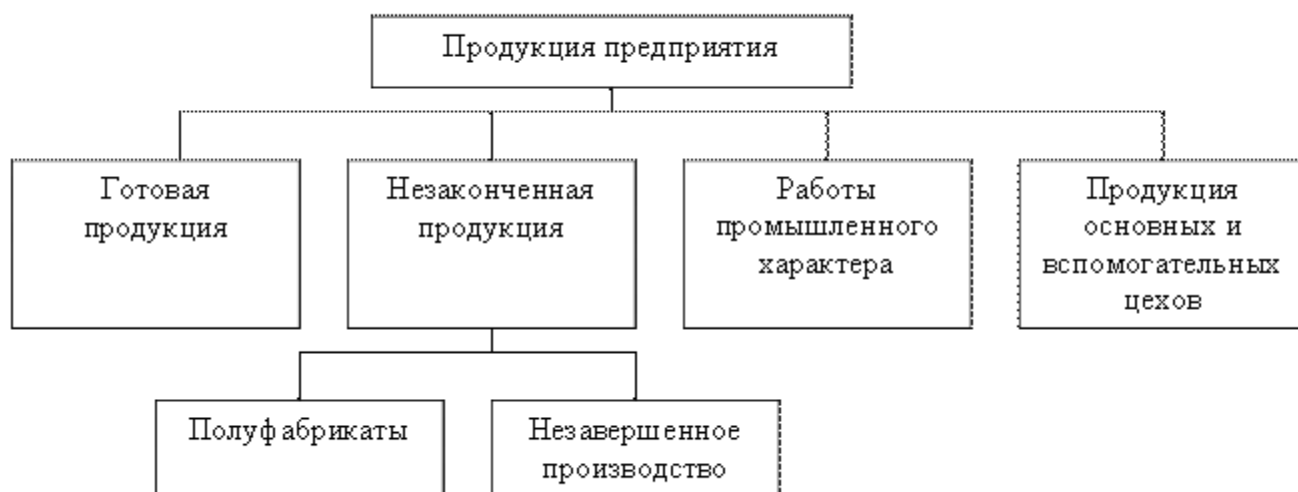 Продукция предприятия
Готовая
продукция
Незаконченная
продукция
Работы
промышленного
характера
Продукция
основных и
вспомогательных
цехов
Полуфабрикаты
Незавершенное
производство